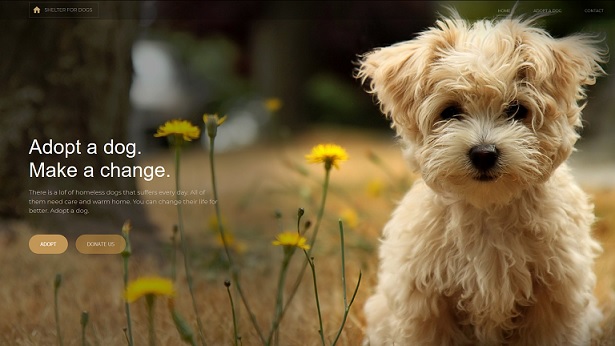 SHELTER FOR DOGS
HOME
ADOPT A DOG
CONTACT
Adopt a dog.
Make a change.
There is a lof of homeless dogs that suffers every day. All of
them need care and warm home. You can change their life for
better. Adopt a dog.
ADOPT
DONATE US